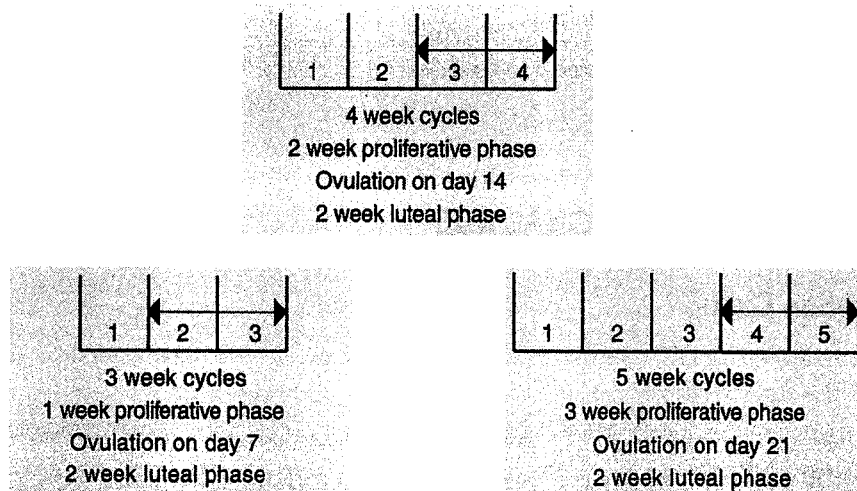 1 2 3 4
4 week cycles
2 week proliferative phase
Ovulation on day 14
2 week luteal phase
1 2 3
3 week cycles
1 week proliferative phase
Ovulation on day 7
2 week luteal phase
1 2 3 4 5
5 week cycles
3 week proliferative phase
Ovulation on day 21
2 week luteal phase